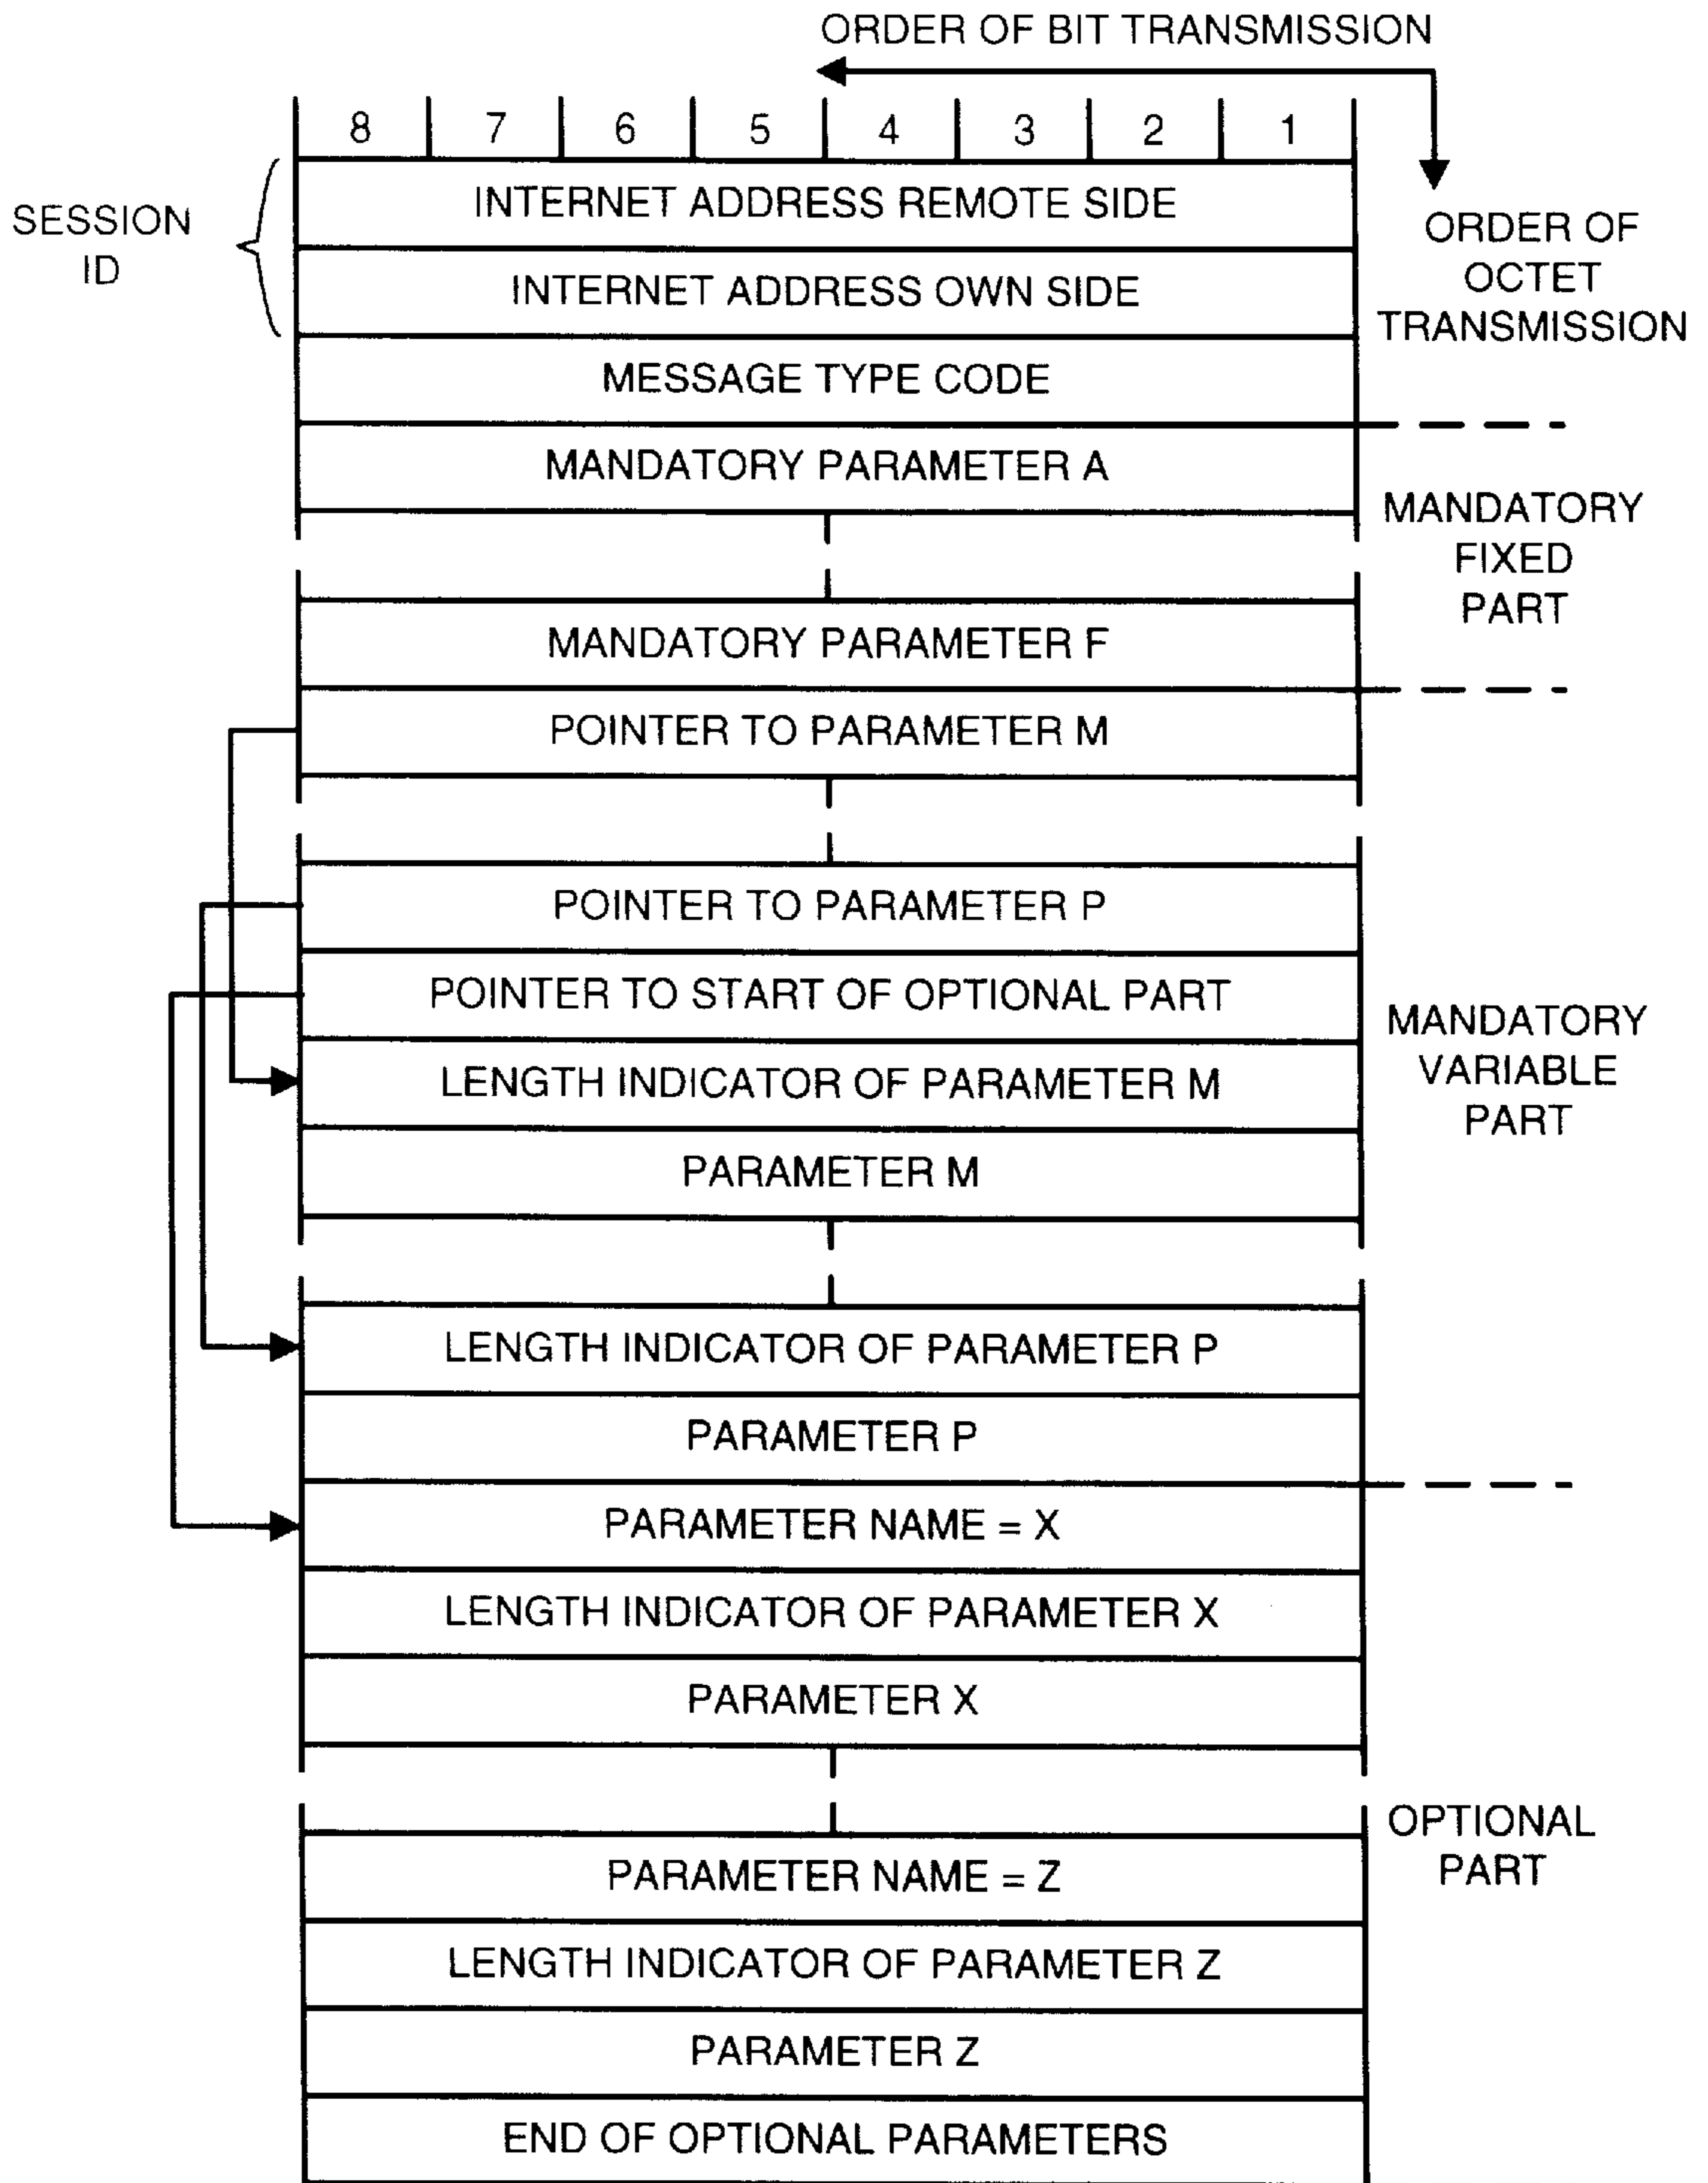 ORDER OF BIT TRANSMISSION
8 7 6 5 4 3 2 1
SESSION
ID
INTERNET ADDRESS REMOTE SIDE
ORDER OF
OCTET
TRANSMISSION
INTERNET ADDRESS OWN SIDE
MESSAGE TYPE CODE
MANDATORY PARAMETER A
MANDATORY
FIXED
PART
MANDATORY PARAMETER F
POINTER TO PARAMETER M
POINTER TO PARAMETER P
POINTER TO START OF OPTIONAL PART
MANDATORY
VARIABLE
PART
LENGTH INDICATOR OF PARAMETER M
PARAMETER M
LENGTH INDICATOR OF PARAMETER P
PARAMETER P
PARAMETER NAME = X
LENGTH INDICATOR OF PARAMETER X
PARAMETER X
OPTIONAL
PART
PARAMETER NAME = Z
LENGTH INDICATOR OF PARAMETER Z
PARAMETER Z
END OF OPTIONAL PARAMETERS